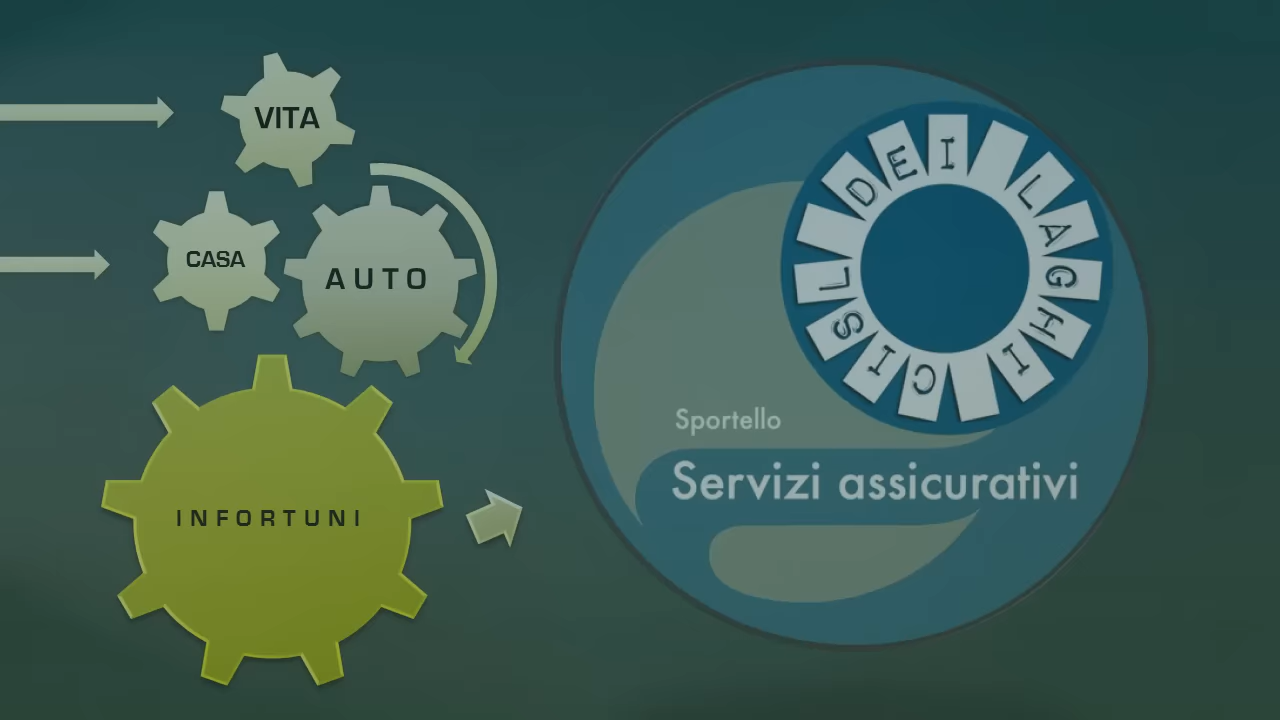 VITA
CASA
AUTO
INFORTUNI
CISL DEI LAGHI
Sportello
Servizi assicurativi